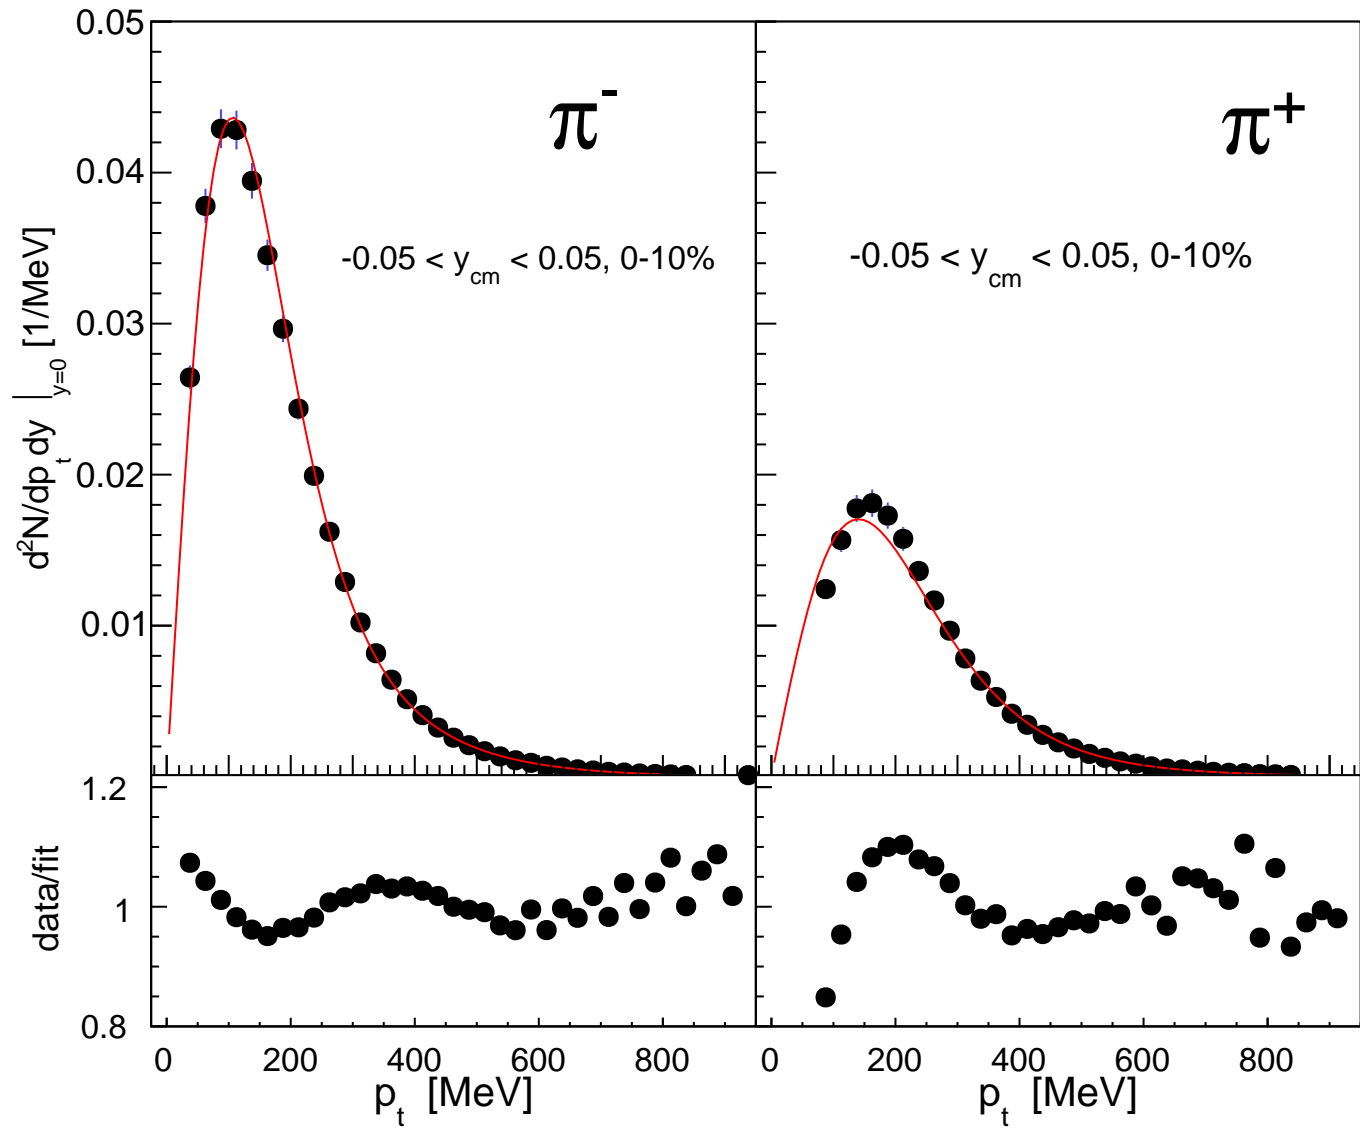 d²N/dp_t dy |_y=0 [1/MeV]
0.05
0.04
0.03
0.02
0.01
π⁻
-0.05 < y_cm < 0.05, 0-10%
π⁺
-0.05 < y_cm < 0.05, 0-10%
data/fit
1.2
1
0.8
0 200 400 600 800
0 200 400 600 800
p_t [MeV]
p_t [MeV]